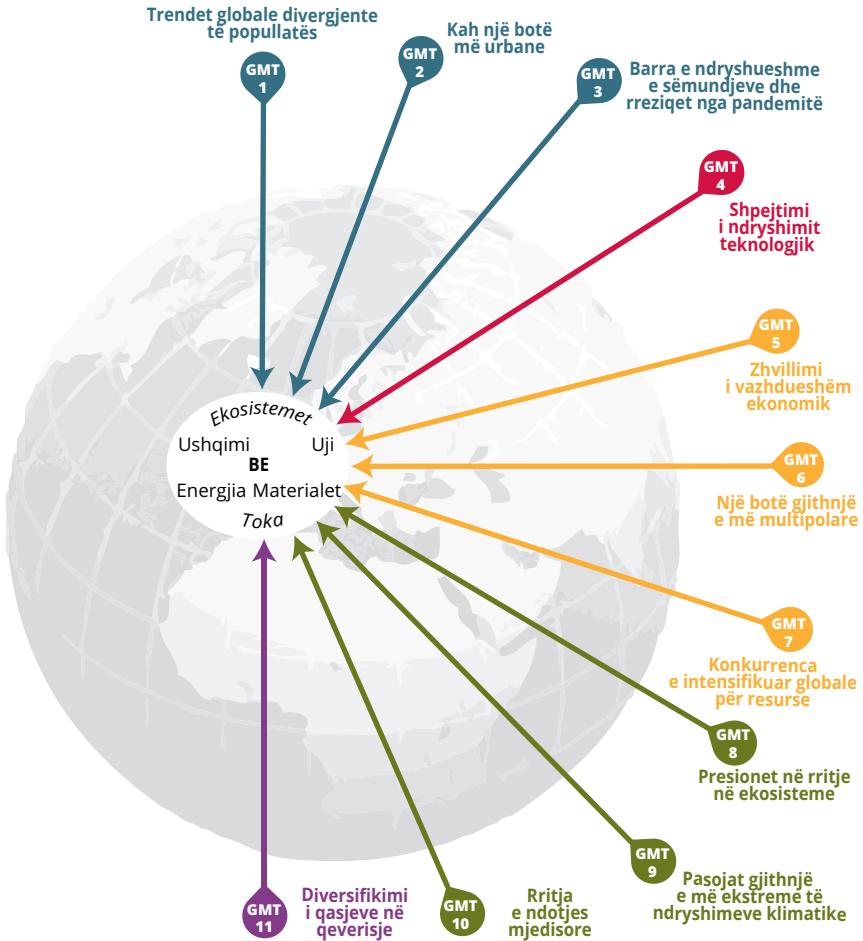 Trendet globale divergjente
të popullatës
GMT
1
Kah një botë
më urbane
GMT
2
Barra e ndryshueshme
e sëmundjeve dhe
rreziqet nga pandemitë
GMT
3
GMT
4
Shpejtimi
i ndryshimit
teknologjik
GMT
5
Zhvillimi
i vazhdueshëm
ekonomik
GMT
6
Një botë gjithnjë
e më multipolare
GMT
7
Konkurrenca
e intensifikuar globale
për resurse
GMT
8
Presionet në rritje
në ekosisteme
GMT
9
Pasojat gjithnjë
e më ekstreme të
ndryshimeve klimatike
GMT
10
Rritja
e ndotjes
mjedisore
GMT
11
Diversifikimi
i qasjeve në
qeverisje
Ekosistemet
Ushqimi Uji
BE
Energjia Materialet
Toka